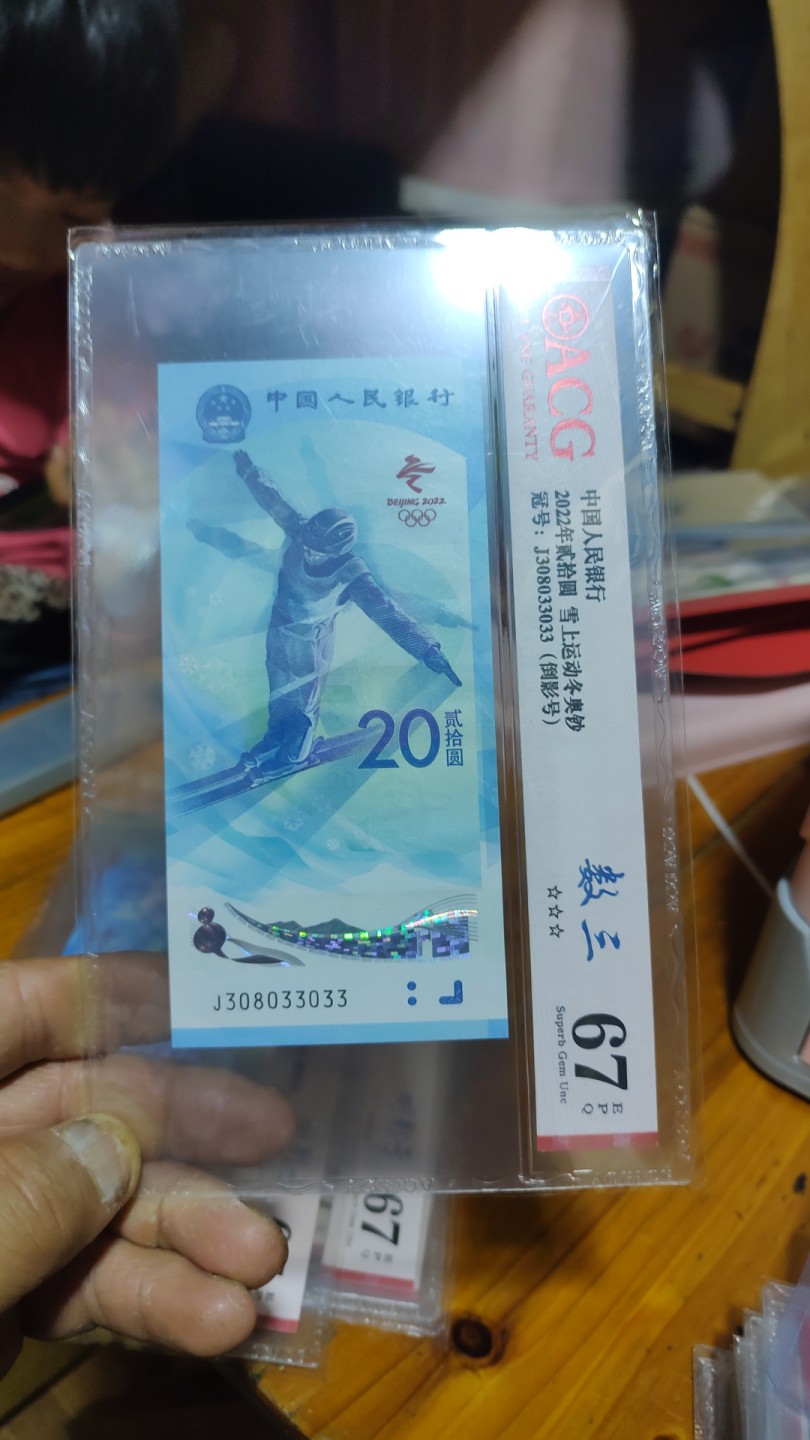 中国人民银行
BEIJING 2022
20
贰拾圆
J308033033
ACG
GUARANTY
中国人民银行
2022年贰拾圆 雪上运动冬奥钞
冠号：J308033033（倒影号）
数三
☆☆☆
67
EPQ
Superb Gem Unc
67